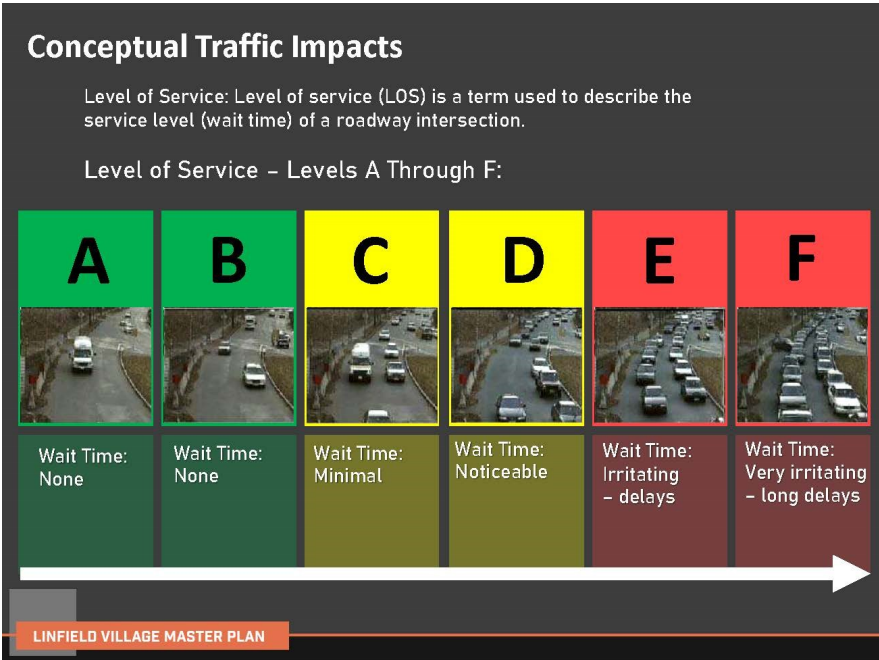 Conceptual Traffic Impacts
Level of Service: Level of service (LOS) is a term used to describe the
service level (wait time) of a roadway intersection.
Level of Service – Levels A Through F:
A
B
C
D
E
F
Wait Time:
None
Wait Time:
None
Wait Time:
Minimal
Wait Time:
Noticeable
Wait Time:
Irritating
– delays
Wait Time:
Very irritating
– long delays
LINFIELD VILLAGE MASTER PLAN